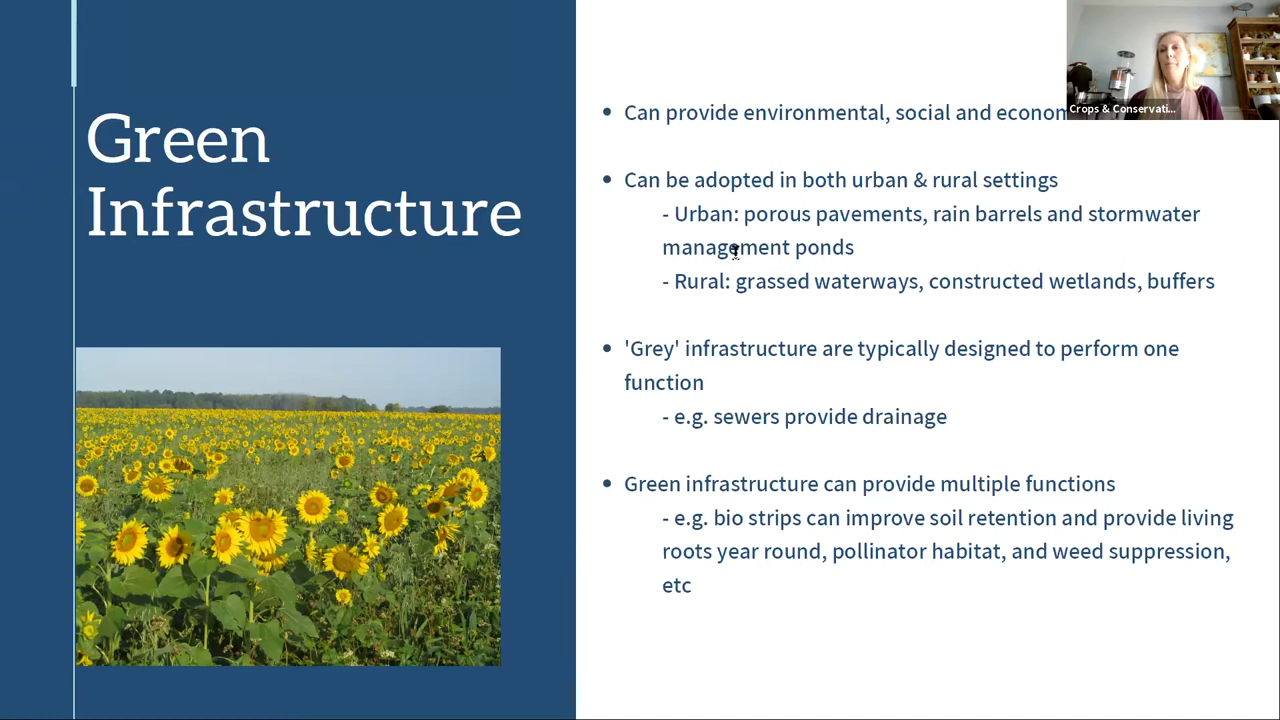 Green
Infrastructure
Crops & Conservati...
• Can provide environmental, social and econom
• Can be adopted in both urban & rural settings
- Urban: porous pavements, rain barrels and stormwater
management ponds
- Rural: grassed waterways, constructed wetlands, buffers
• 'Grey' infrastructure are typically designed to perform one
function
- e.g. sewers provide drainage
• Green infrastructure can provide multiple functions
- e.g. bio strips can improve soil retention and provide living
roots year round, pollinator habitat, and weed suppression,
etc